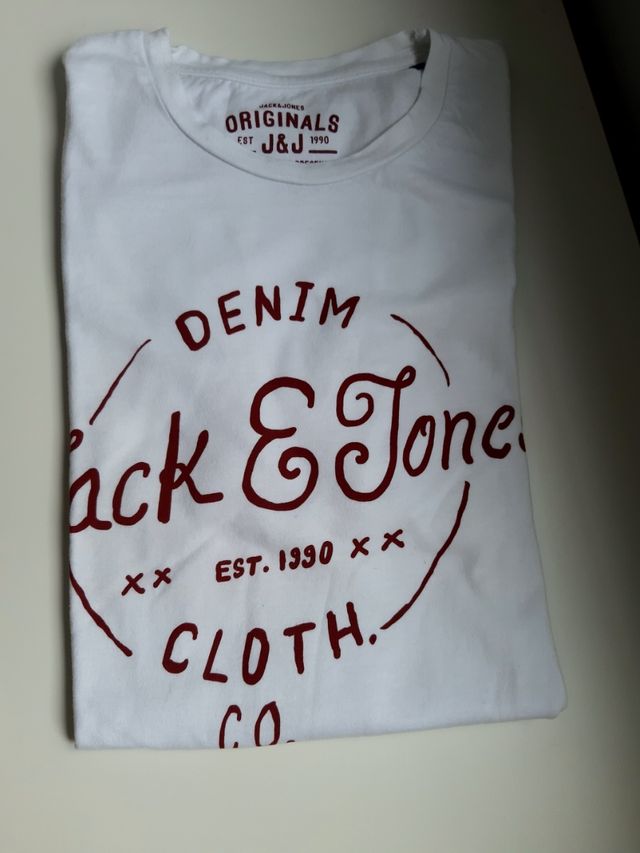 JACK&JONES
ORIGINALS
EST J&J 1990
DENIM
ack & Jones
x x EST. 1990 x x
CLOTH.
CO.